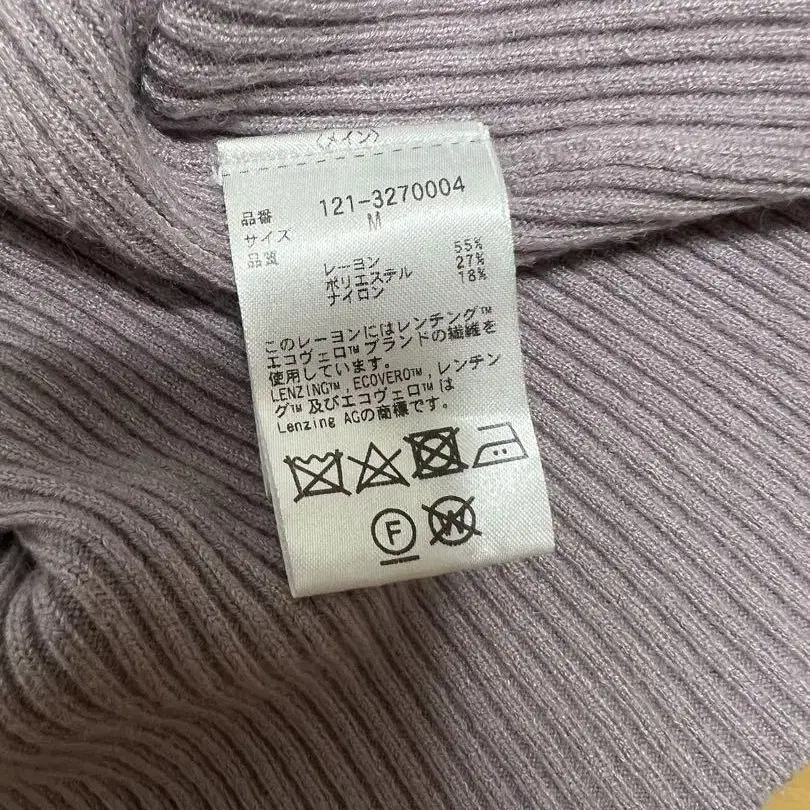 〈メイン〉
品番 121-3270004
サイズ M
品質 レーヨン 55%
ポリエステル 27%
ナイロン 18%
このレーヨンにはレンチング™
エコヴェロ™ブランドの繊維を
使用しています。
LENZING™,ECOVERO™,レンチン
グ™及びエコヴェロ™は
Lenzing AGの商標です。
F
W